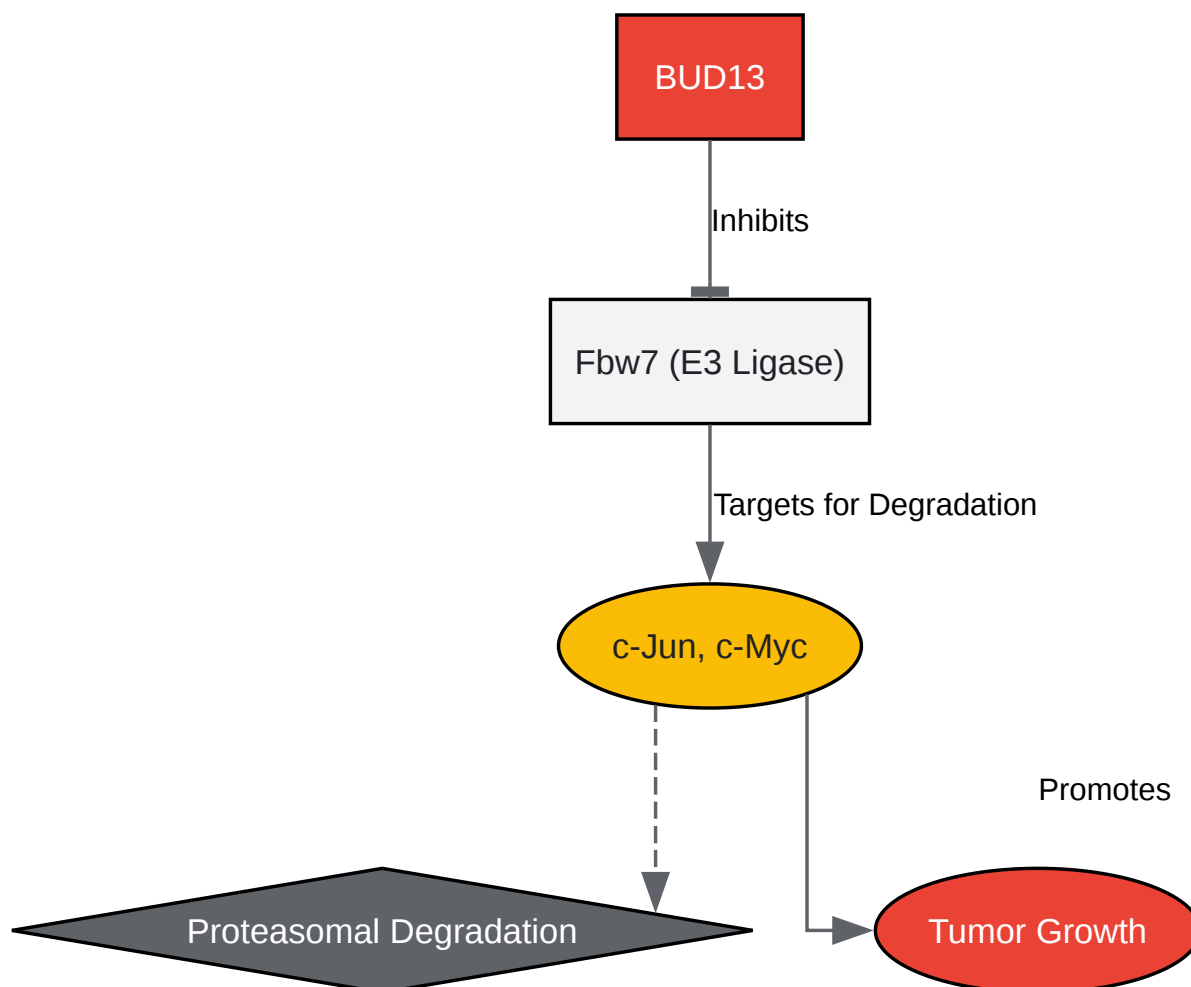 BUD13
Inhibits
Fbw7 (E3 Ligase)
Targets for Degradation
c-Jun, c-Myc
Promotes
Proteasomal Degradation
Tumor Growth